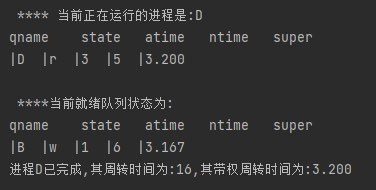 **** 当前正在运行的进程是:D
qname state atime ntime super
|D |r |3 |5 |3.200
****当前就绪队列状态为:
qname state atime ntime super
|B |w |1 |6 |3.167
进程D已完成,其周转时间为:16,其带权周转时间为:3.200